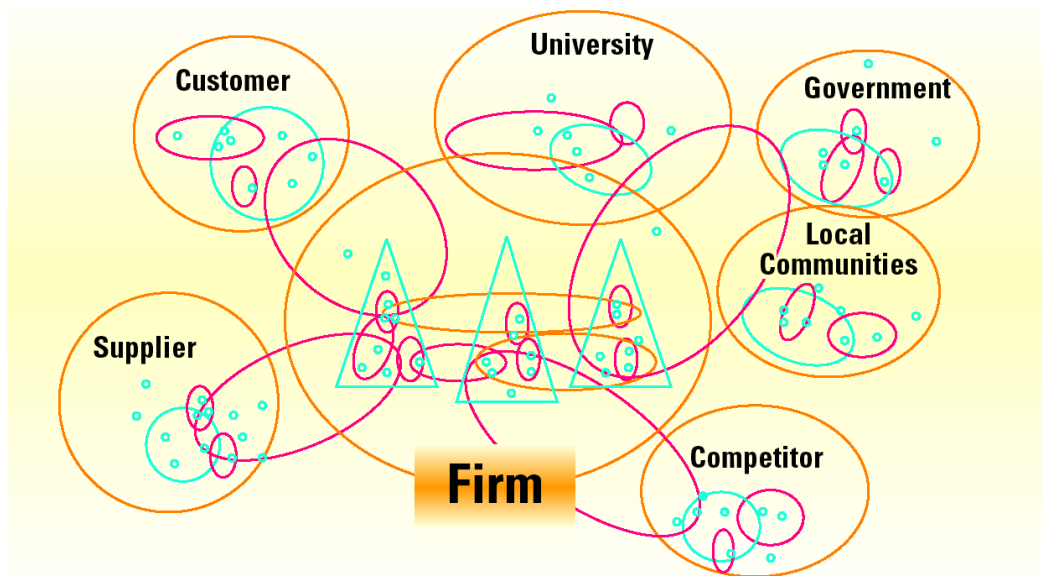 University
Customer
Government
Local
Communities
Supplier
Competitor
Firm